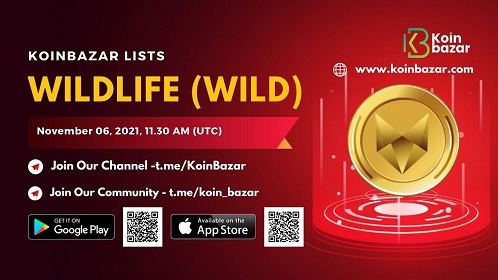 Koin
bazar
www.koinbazar.com
KOINBAZAR LISTS
WILDLIFE (WILD)
November 06, 2021, 11.30 AM (UTC)
Join Our Channel -t.me/KoinBazar
Join Our Community - t.me/koin_bazar
GET IT ON
Google Play
Available on the
App Store